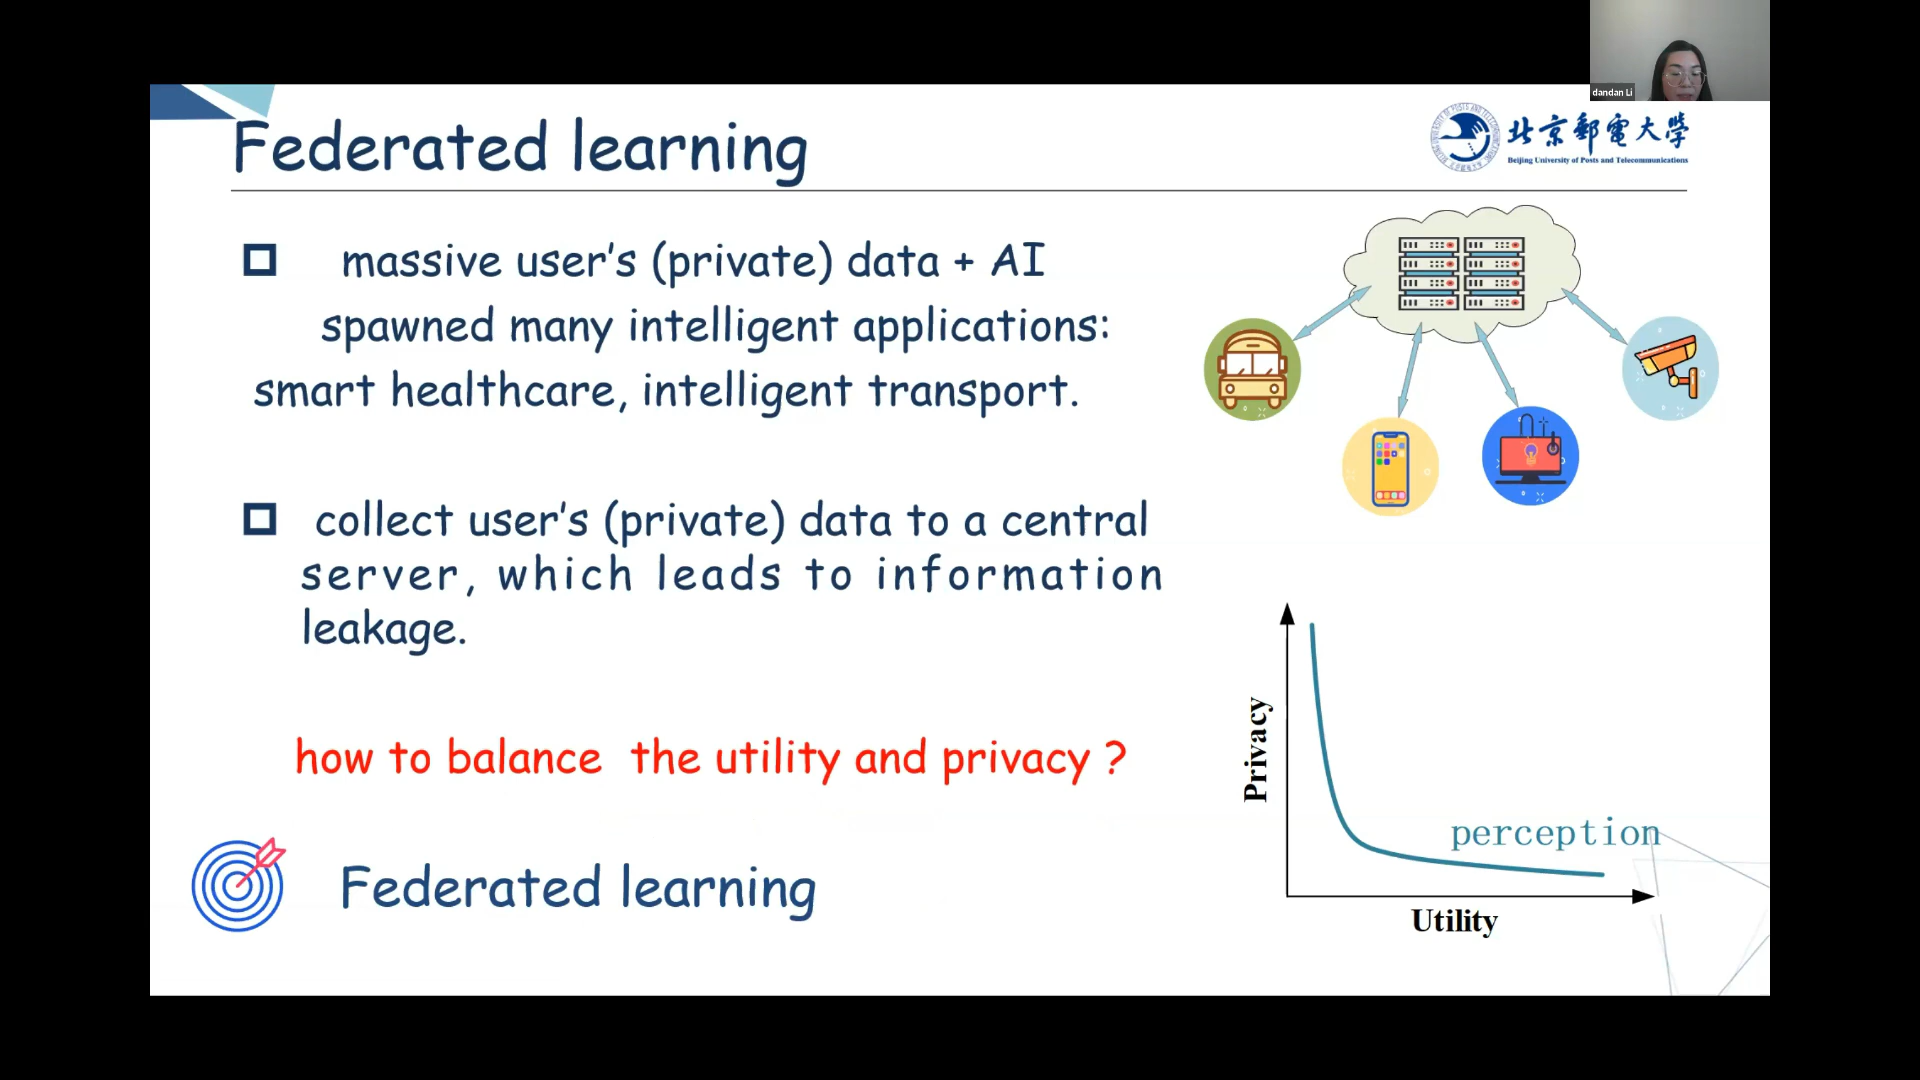 dandan Li
Federated learning
北京郵電大學
Beijing University of Posts and Telecommunications
massive user's (private) data + AI
spawned many intelligent applications:
smart healthcare, intelligent transport.
collect user's (private) data to a central
server, which leads to information
leakage.
how to balance the utility and privacy ?
Federated learning
Privacy
perception
Utility